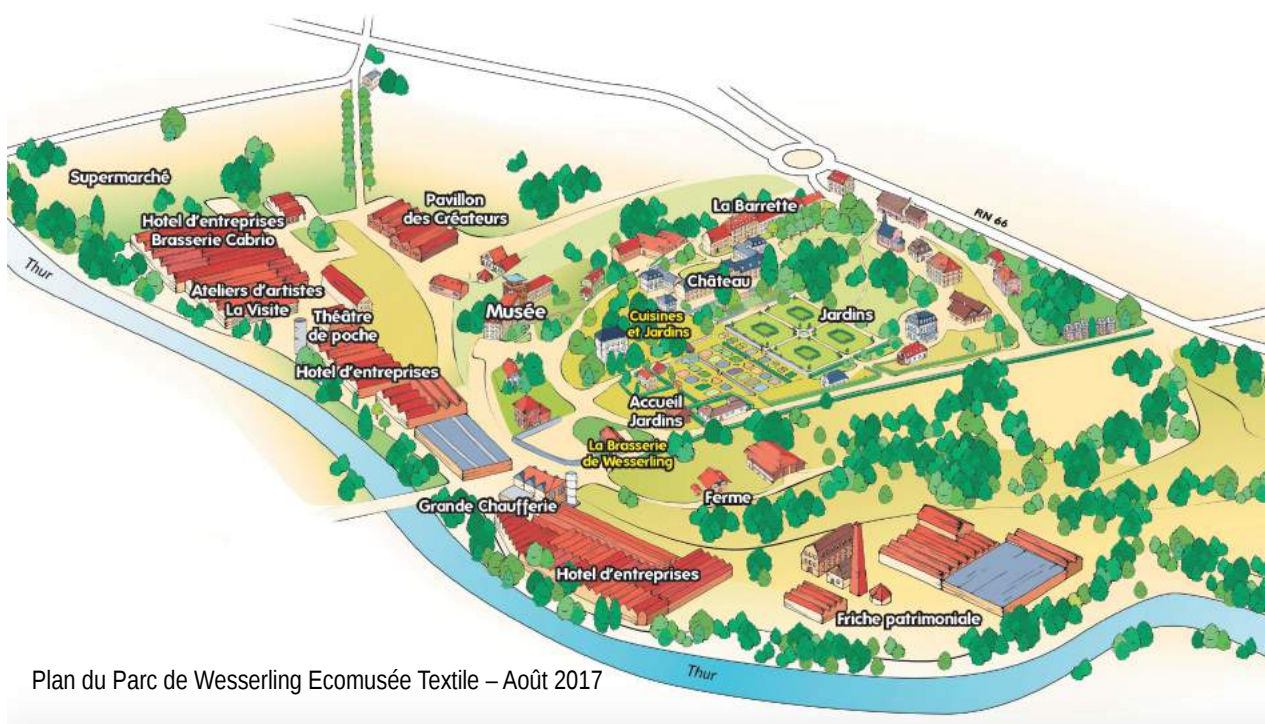 RN 66
Supermarché
Pavillon
des Créateurs
La Barrette
Hotel d'entreprises
Brasserie Cabrio
Thur
Château
Ateliers d'artistes
La Visite
Musée
Cuisines
et Jardins
Jardins
Théâtre
de poche
Hotel d'entreprises
Accueil
Jardins
La Brasserie
de Wesserling
Ferme
Grande Chaufferie
Hotel d'entreprises
Friche patrimoniale
Thur
Plan du Parc de Wesserling Ecomusée Textile – Août 2017